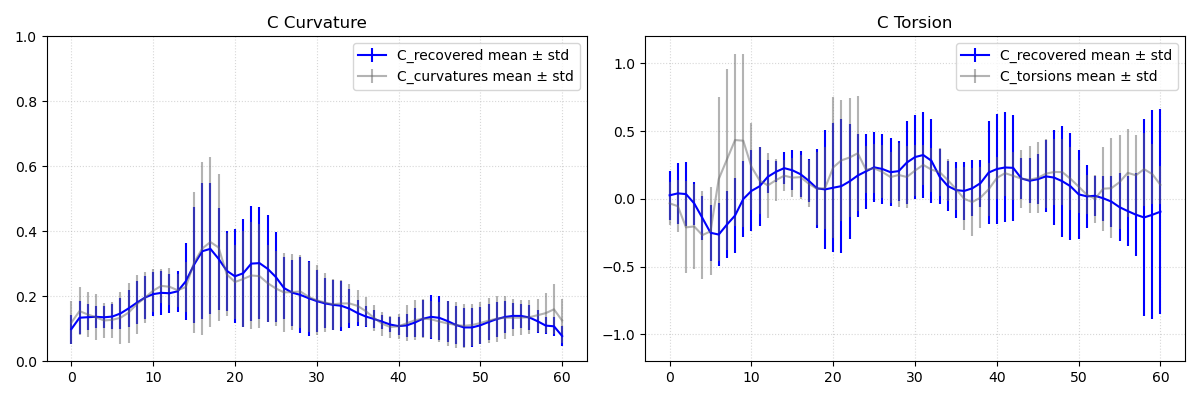 C Curvature
1.0
0.8
0.6
0.4
0.2
0.0
0 10 20 30 40 50 60
C_recovered mean ± std
C_curvatures mean ± std
C Torsion
1.0
0.5
0.0
−0.5
−1.0
0 10 20 30 40 50 60
C_recovered mean ± std
C_torsions mean ± std